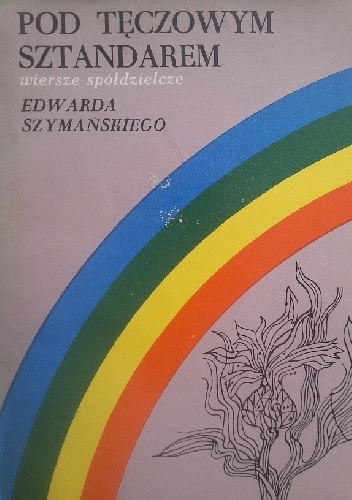 POD TĘCZOWYM
SZTANDAREM
wiersze spółdzielcze
EDWARDA
SZYMAŃSKIEGO